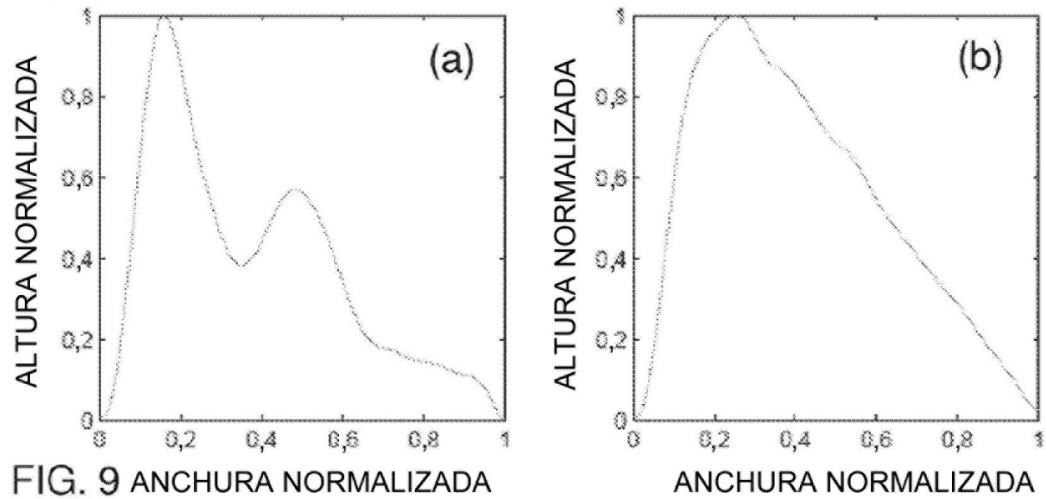 (a)
ALTURA NORMALIZADA
1
0,8
0,6
0,4
0,2
0
0 0,2 0,4 0,6 0,8 1
ANCHURA NORMALIZADA
(b)
ALTURA NORMALIZADA
1
0,8
0,6
0,4
0,2
0
0 0,2 0,4 0,6 0,8 1
ANCHURA NORMALIZADA
FIG. 9